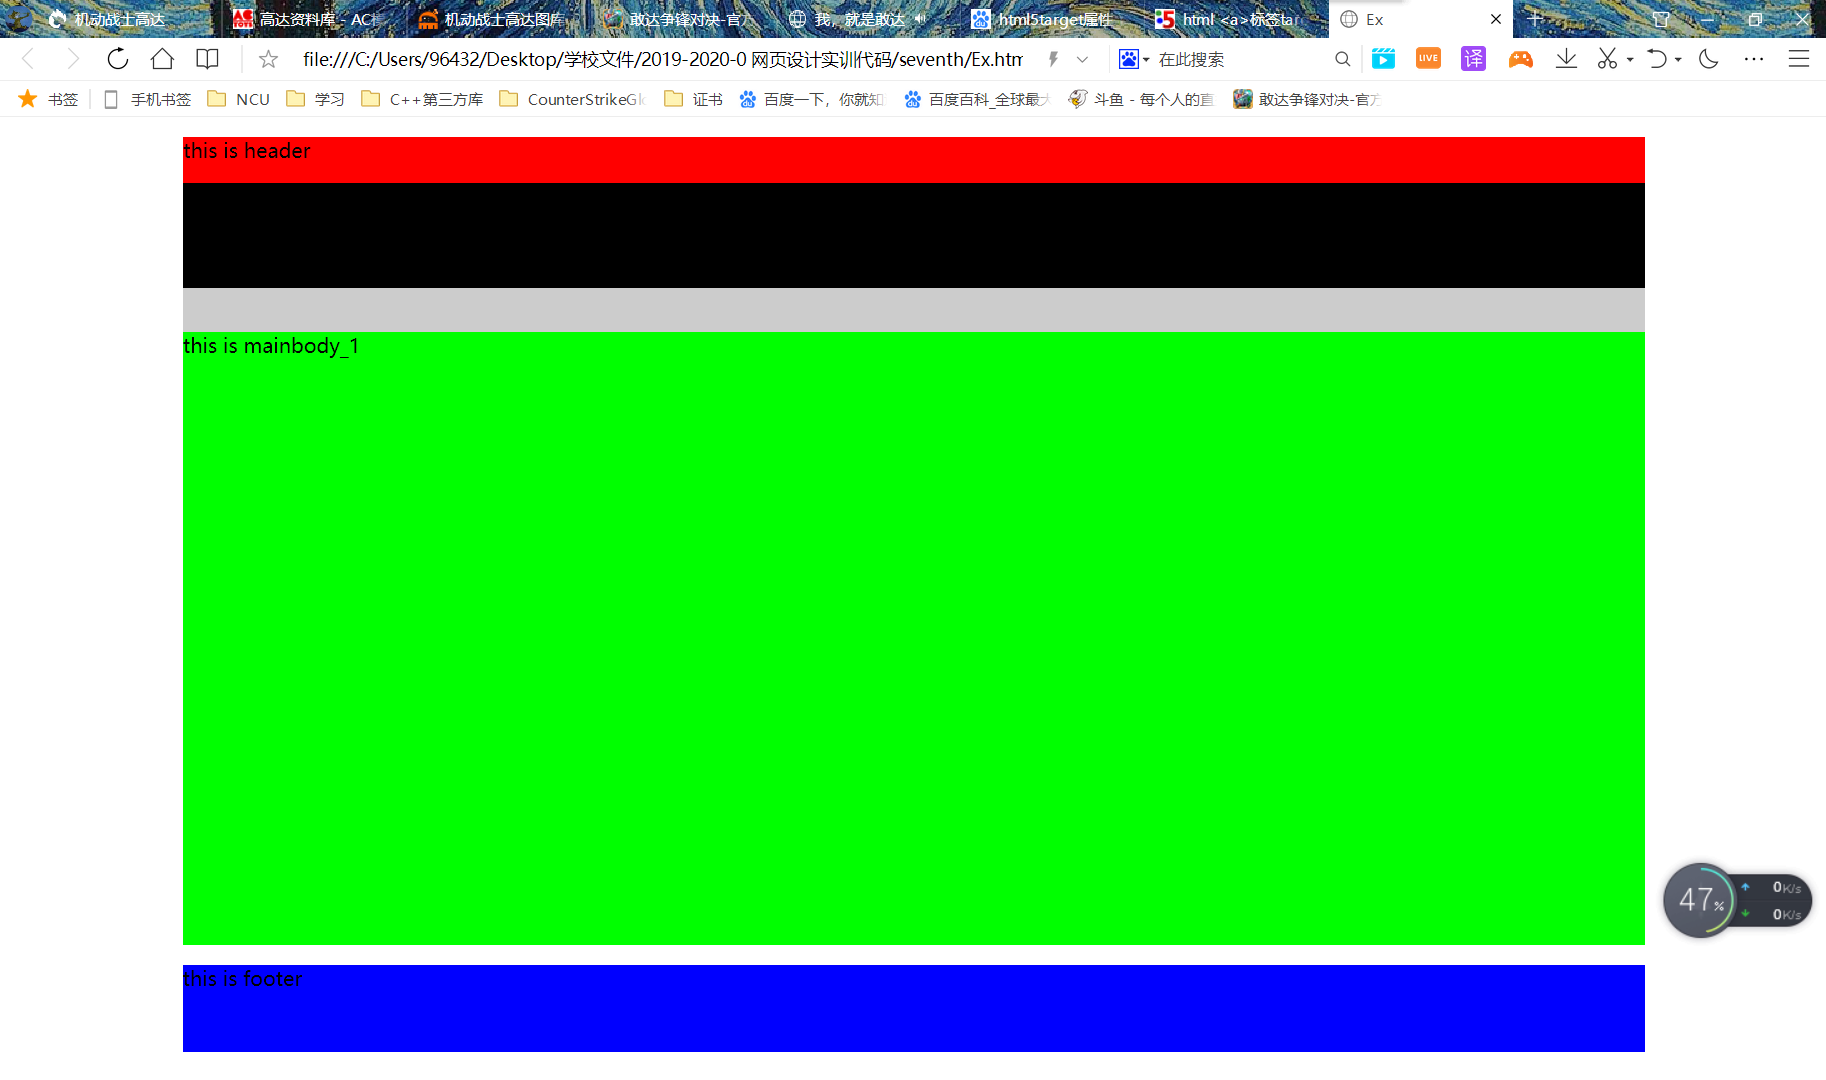 机动战士高达 高达资料库 - AC 机动战士高达图库 敢达争锋对决-官方 我，就是敢达 html5target属性 html <a>标签tar Ex
file:///C:/Users/96432/Desktop/学校文件/2019-2020-0 网页设计实训代码/seventh/Ex.htm 在此搜索 LIVE 译
书签 手机书签 NCU 学习 C++第三方库 CounterStrikeGl 证书 百度一下，你就知 百度百科_全球最大 斗鱼 - 每个人的直 敢达争锋对决-官方
this is header
this is mainbody_1
47% 0K/s
0K/s
this is footer